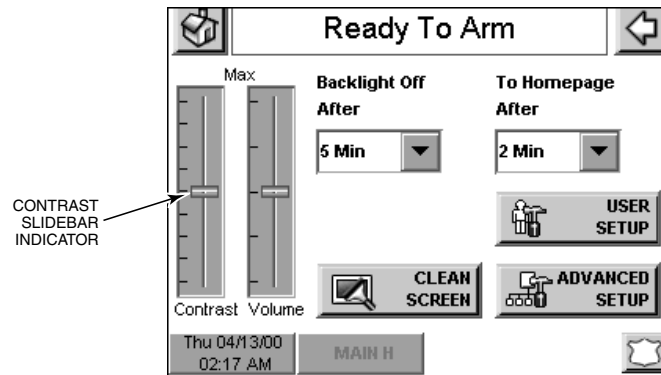 Ready To Arm
Max
Backlight Off
After
To Homepage
After
5 Min
2 Min
CONTRAST
SLIDEBAR
INDICATOR
USER
SETUP
CLEAN
SCREEN
ADVANCED
SETUP
Contrast Volume
Thu 04/13/00
02:17 AM
MAIN H